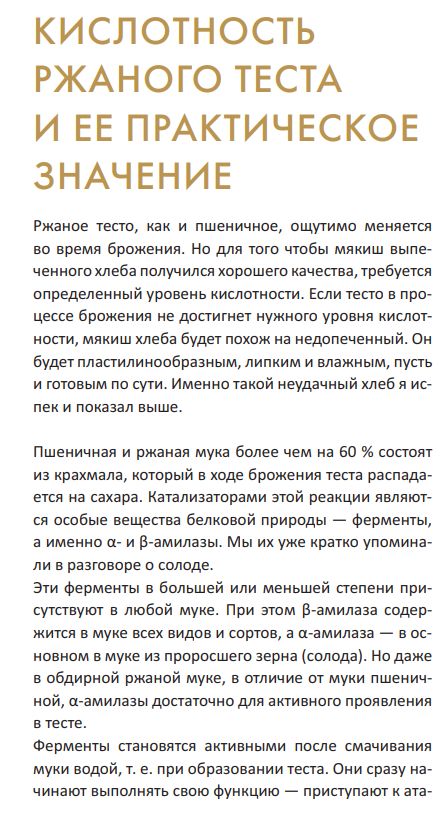 КИСЛОТНОСТЬ
РЖАНОГО ТЕСТА
И ЕЕ ПРАКТИЧЕСКОЕ
ЗНАЧЕНИЕ
Ржаное тесто, как и пшеничное, ощутимо меняется
во время брожения. Но для того чтобы мякиш выпе-
ченного хлеба получился хорошего качества, требуется
определенный уровень кислотности. Если тесто в про-
цессе брожения не достигнет нужного уровня кислот-
ности, мякиш хлеба будет похож на недопеченный. Он
будет пластилинообразным, липким и влажным, пусть
и готовым по сути. Именно такой неудачный хлеб я ис-
пек и показал выше.
Пшеничная и ржаная мука более чем на 60 % состоят
из крахмала, который в ходе брожения теста распада-
ется на сахара. Катализаторами этой реакции являют-
ся особые вещества белковой природы — ферменты,
а именно α- и β-амилазы. Мы их уже кратко упомина-
ли в разговоре о солоде.
Эти ферменты в большей или меньшей степени при-
сутствуют в любой муке. При этом β-амилаза содер-
жится в муке всех видов и сортов, а α-амилаза — в ос-
новном в муке из проросшего зерна (солода). Но даже
в обдирной ржаной муке, в отличие от муки пшенич-
ной, α-амилазы достаточно для активного проявления
в тесте.
Ферменты становятся активными после смачивания
муки водой, т. е. при образовании теста. Они сразу на-
чинают выполнять свою функцию — приступают к ата-